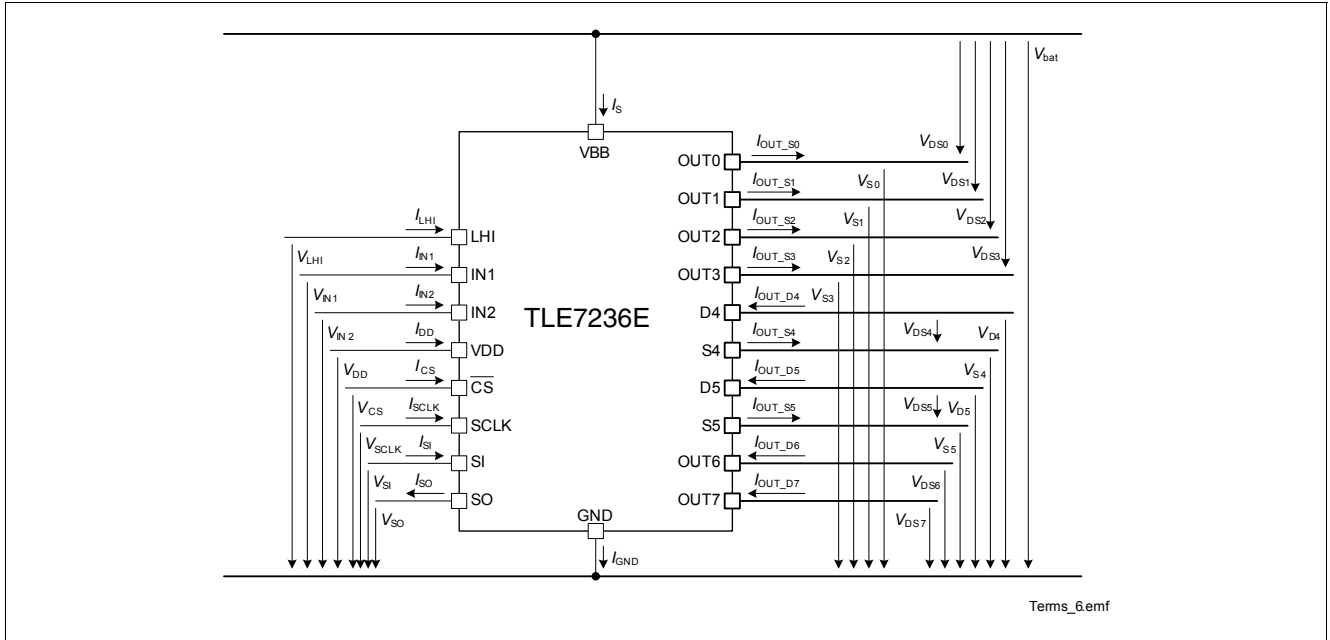 Vbat
IS
VBB
OUT0
IOUT_S0
VDS0
OUT1
IOUT_S1
VS0
VDS1
OUT2
IOUT_S2
VS1
VDS2
ILHI
LHI
OUT3
IOUT_S3
VS2
VDS3
VLHI
IIN1
IN1
D4
IOUT_D4
VS3
VIN1
IIN2
IN2
TLE7236E
S4
IOUT_S4
VDS4
VD4
VIN2
IDD
VDD
D5
IOUT_D5
VS4
VDD
ICS
CS
S5
IOUT_S5
VDS5
VD5
VCS
ISCLK
SCLK
OUT6
IOUT_D6
VS5
VSCLK
ISI
SI
OUT7
IOUT_D7
VDS6
VSI
ISO
SO
VDS7
VSO
GND
IGND
Terms_6.emf